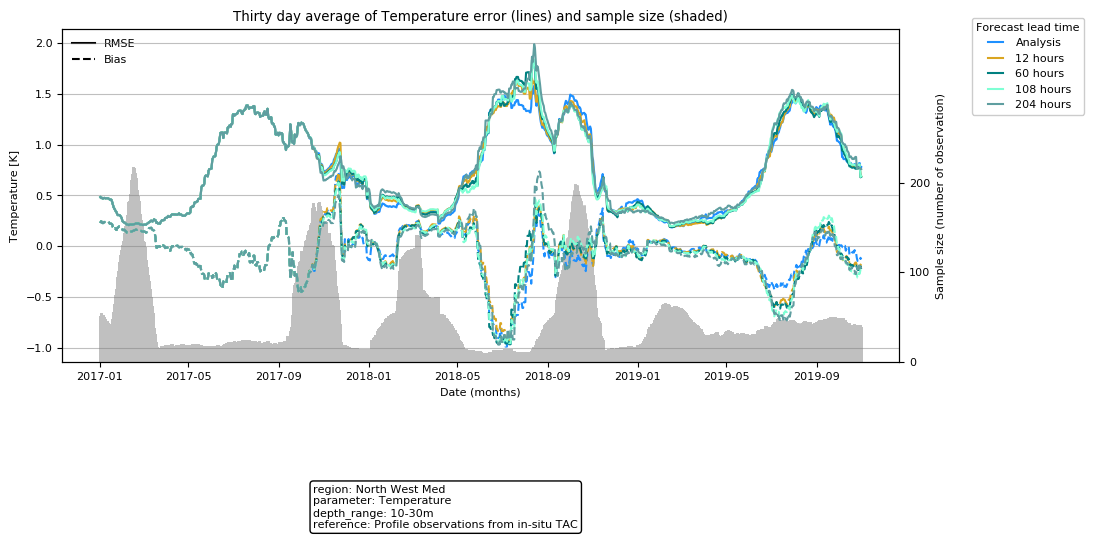 Thirty day average of Temperature error (lines) and sample size (shaded)
Forecast lead time
Analysis
12 hours
60 hours
108 hours
204 hours
RMSE
Bias
Temperature [K]
2.0
1.5
1.0
0.5
0.0
−0.5
−1.0
Sample size (number of observation)
200
100
0
2017-01
2017-05
2017-09
2018-01
2018-05
2018-09
2019-01
2019-05
2019-09
Date (months)
region: North West Med
parameter: Temperature
depth_range: 10-30m
reference: Profile observations from in-situ TAC